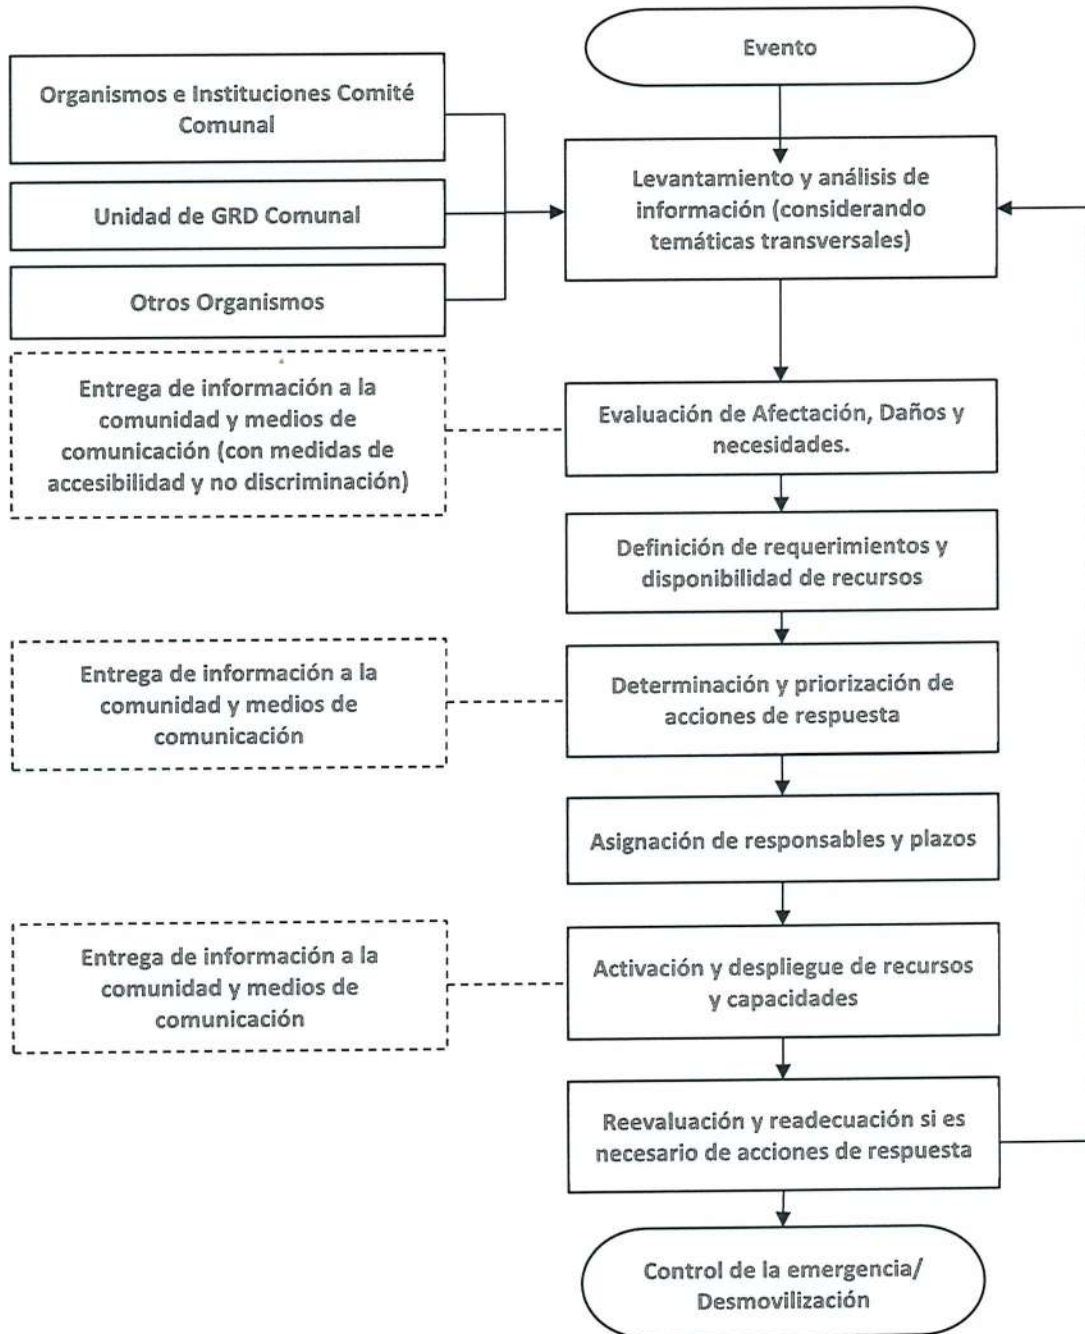 Evento
Organismos e Instituciones Comité
Comunal
Unidad de GRD Comunal
Otros Organismos
Levantamiento y análisis de
información (considerando
temáticas transversales)
Entrega de información a la
comunidad y medios de
comunicación (con medidas de
accesibilidad y no discriminación)
Evaluación de Afectación, Daños y
necesidades.
Definición de requerimientos y
disponibilidad de recursos
Entrega de información a la
comunidad y medios de
comunicación
Determinación y priorización de
acciones de respuesta
Asignación de responsables y plazos
Entrega de información a la
comunidad y medios de
comunicación
Activación y despliegue de recursos
y capacidades
Reevaluación y readecuación si es
necesario de acciones de respuesta
Control de la emergencia/
Desmovilización